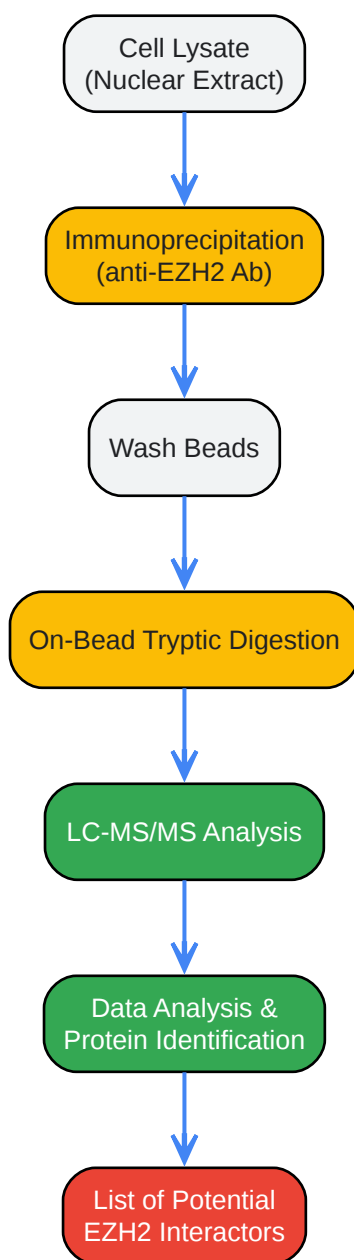 Cell Lysate
(Nuclear Extract)
Immunoprecipitation
(anti-EZH2 Ab)
Wash Beads
On-Bead Tryptic Digestion
LC-MS/MS Analysis
Data Analysis &
Protein Identification
List of Potential
EZH2 Interactors